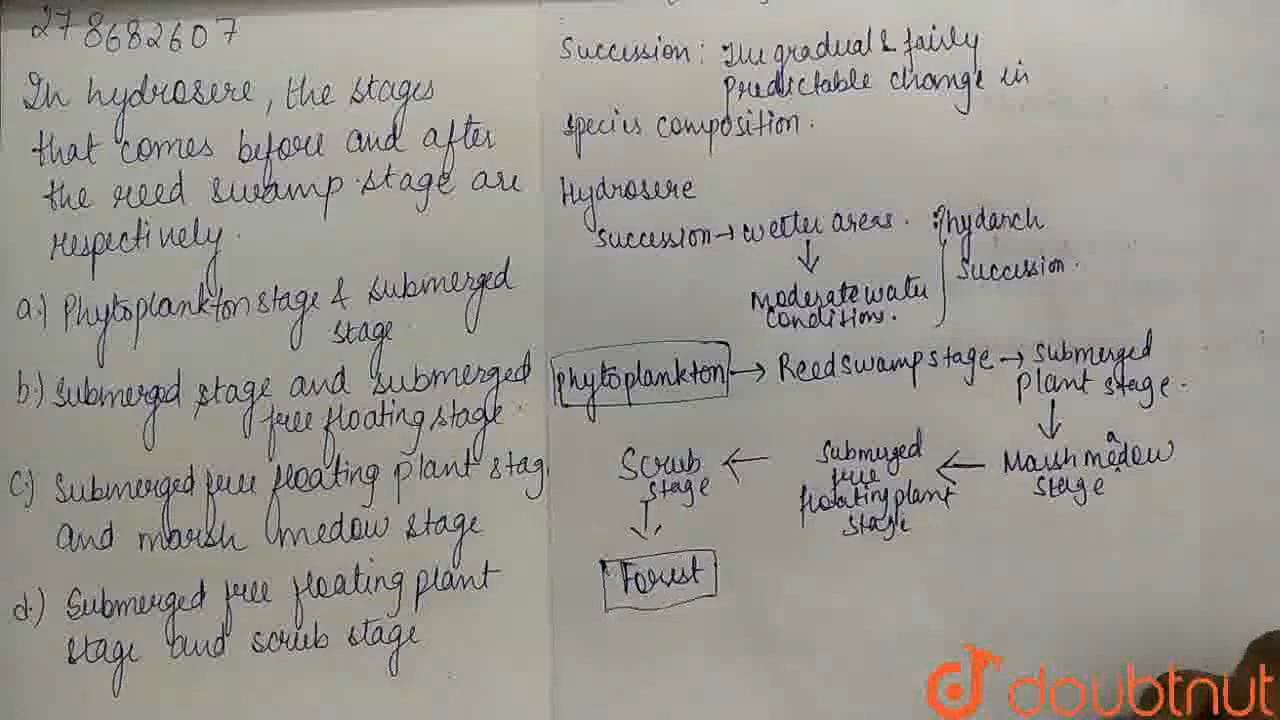 278682607
In hydrosere, the stages
that comes before and after
the reed swamp stage are
respectively.
a.) Phytoplankton stage & submerged
stage.
b.) Submerged stage and submerged
free floating stage.
c.) Submerged free floating plant stag
and marsh medow stage
d.) Submerged free floating plant
stage and scrub stage
Succession: The gradual & fairly
predictable change in
species composition.
Hydrosere
succession → wetter areas. hydarch
succession.
↓
Moderate water
conditions.
phytoplankton → Reed swamp stage → submerged
plant stage.
↓
Scrub ← submerged ← Marsh meadow
stage free stage
floating plant
stage
↓
Forest
doubtnut